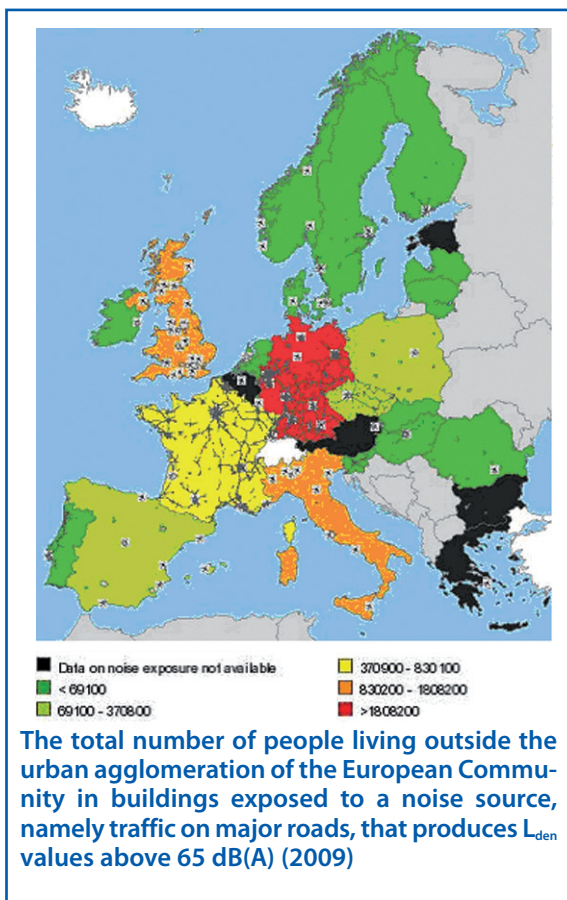 Data on noise exposure not available
< 69100
69100 - 370800
370900 - 830100
830200 - 1808200
>1808200
The total number of people living outside the
urban agglomeration of the European Commu-
nity in buildings exposed to a noise source,
namely traffic on major roads, that produces Lden
values above 65 dB(A) (2009)